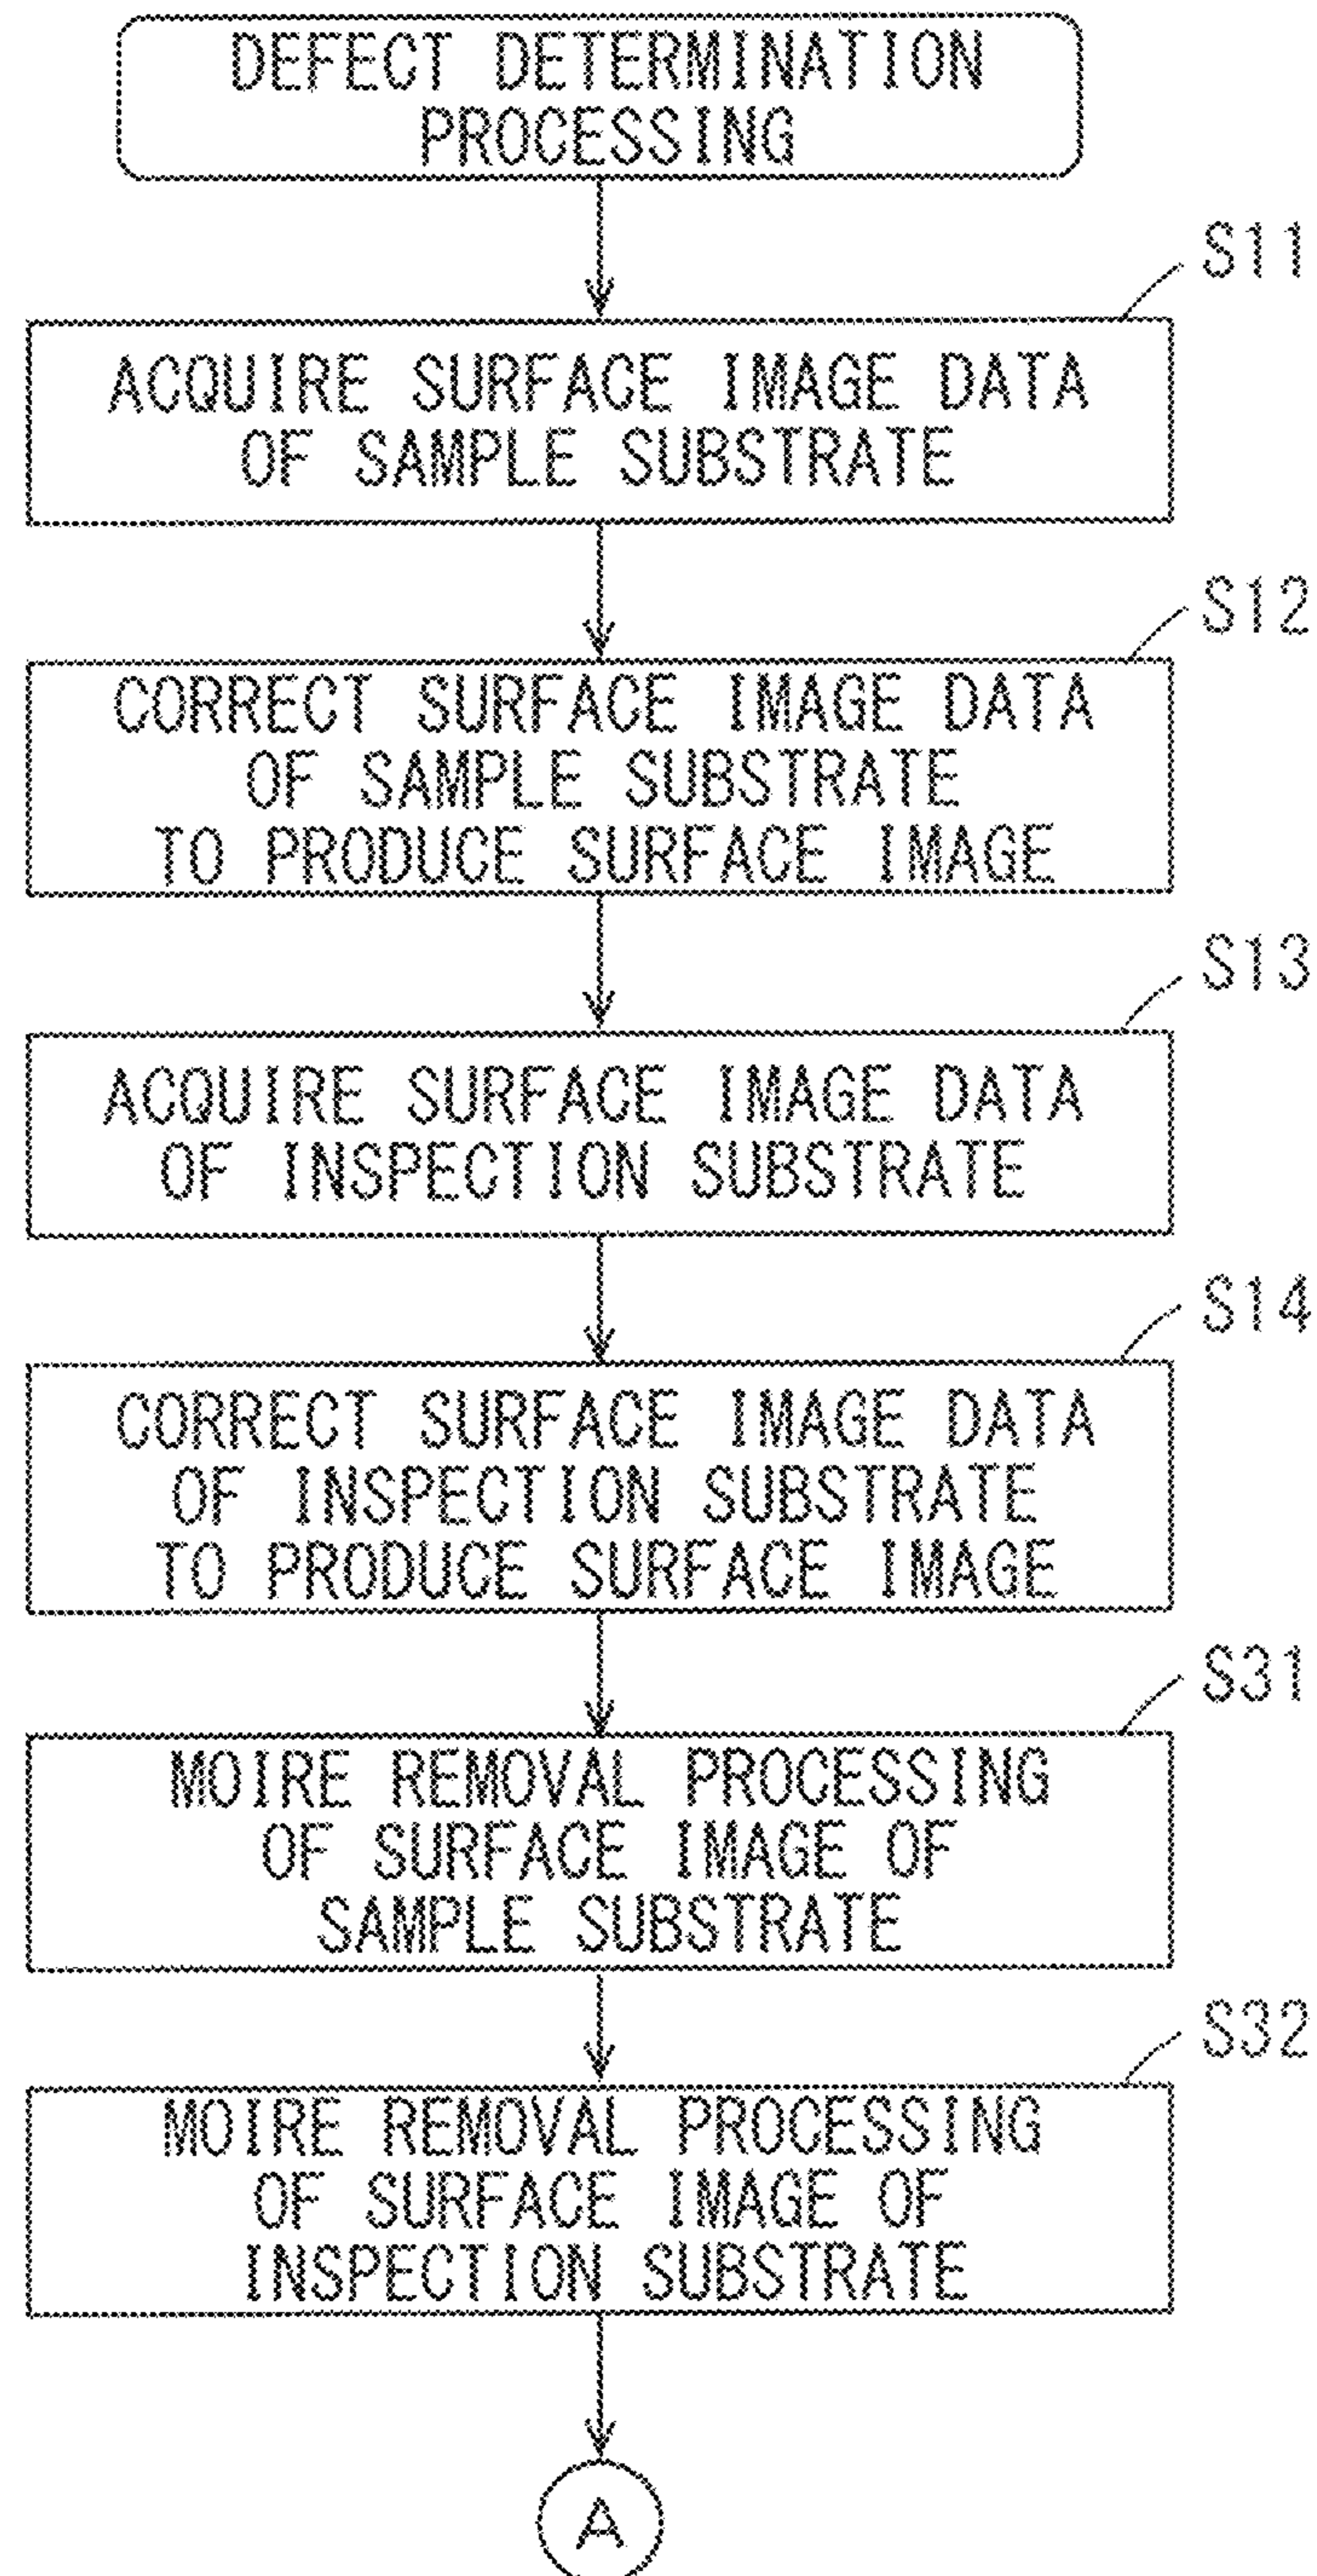 DEFECT DETERMINATION
PROCESSING
S11
ACQUIRE SURFACE IMAGE DATA
OF SAMPLE SUBSTRATE
S12
CORRECT SURFACE IMAGE DATA
OF SAMPLE SUBSTRATE
TO PRODUCE SURFACE IMAGE
S13
ACQUIRE SURFACE IMAGE DATA
OF INSPECTION SUBSTRATE
S14
CORRECT SURFACE IMAGE DATA
OF INSPECTION SUBSTRATE
TO PRODUCE SURFACE IMAGE
S31
MOIRE REMOVAL PROCESSING
OF SURFACE IMAGE OF
SAMPLE SUBSTRATE
S32
MOIRE REMOVAL PROCESSING
OF SURFACE IMAGE OF
INSPECTION SUBSTRATE
A